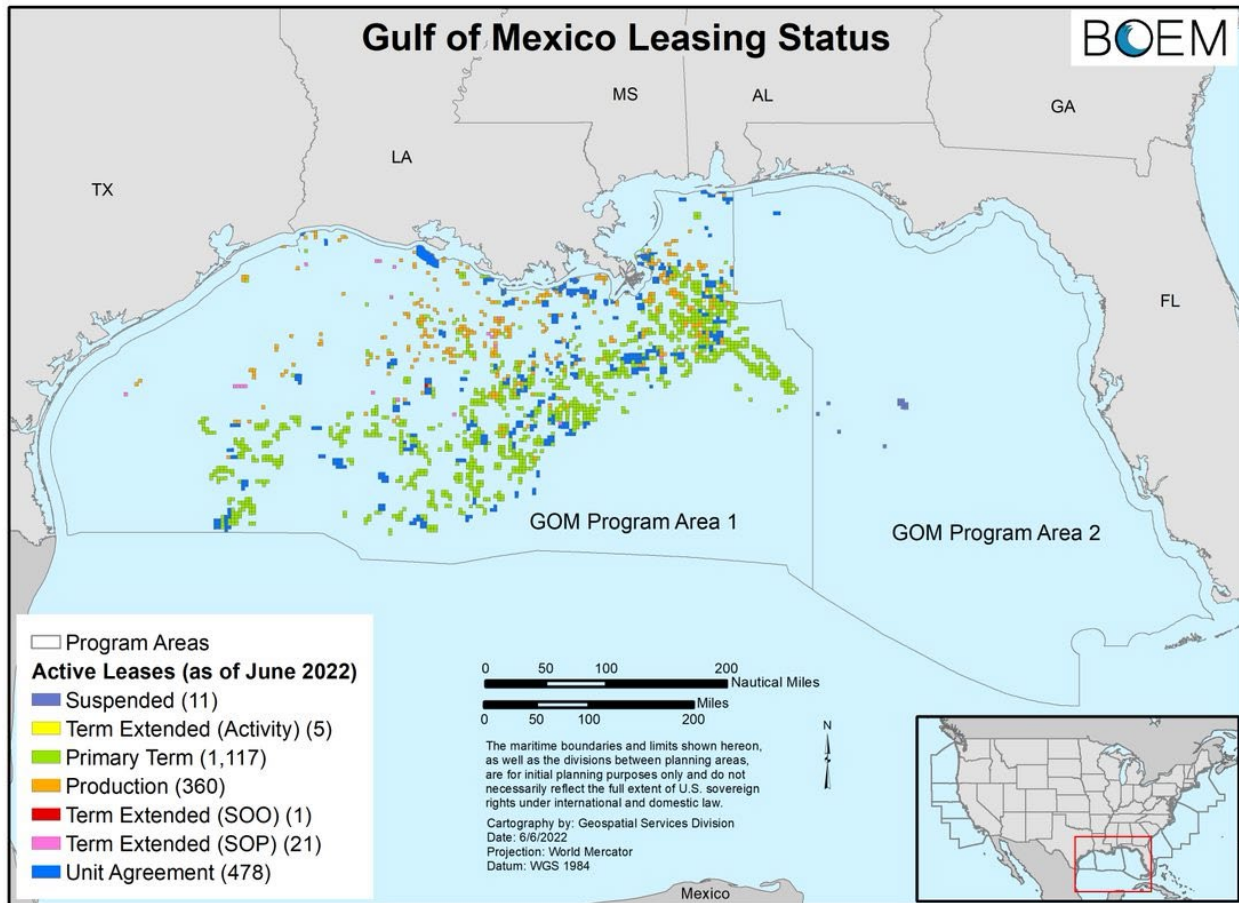 Gulf of Mexico Leasing Status
BOEM
MS
AL
GA
LA
TX
FL
GOM Program Area 1
GOM Program Area 2
Program Areas
Active Leases (as of June 2022)
Suspended (11)
Term Extended (Activity) (5)
Primary Term (1,117)
Production (360)
Term Extended (SOO) (1)
Term Extended (SOP) (21)
Unit Agreement (478)
0 50 100 200
Nautical Miles
Miles
0 50 100 200
The maritime boundaries and limits shown hereon,
as well as the divisions between planning areas,
are for initial planning purposes only and do not
necessarily reflect the full extent of U.S. sovereign
rights under international and domestic law.
Cartography by: Geospatial Services Division
Date: 6/6/2022
Projection: World Mercator
Datum: WGS 1984
N
Mexico